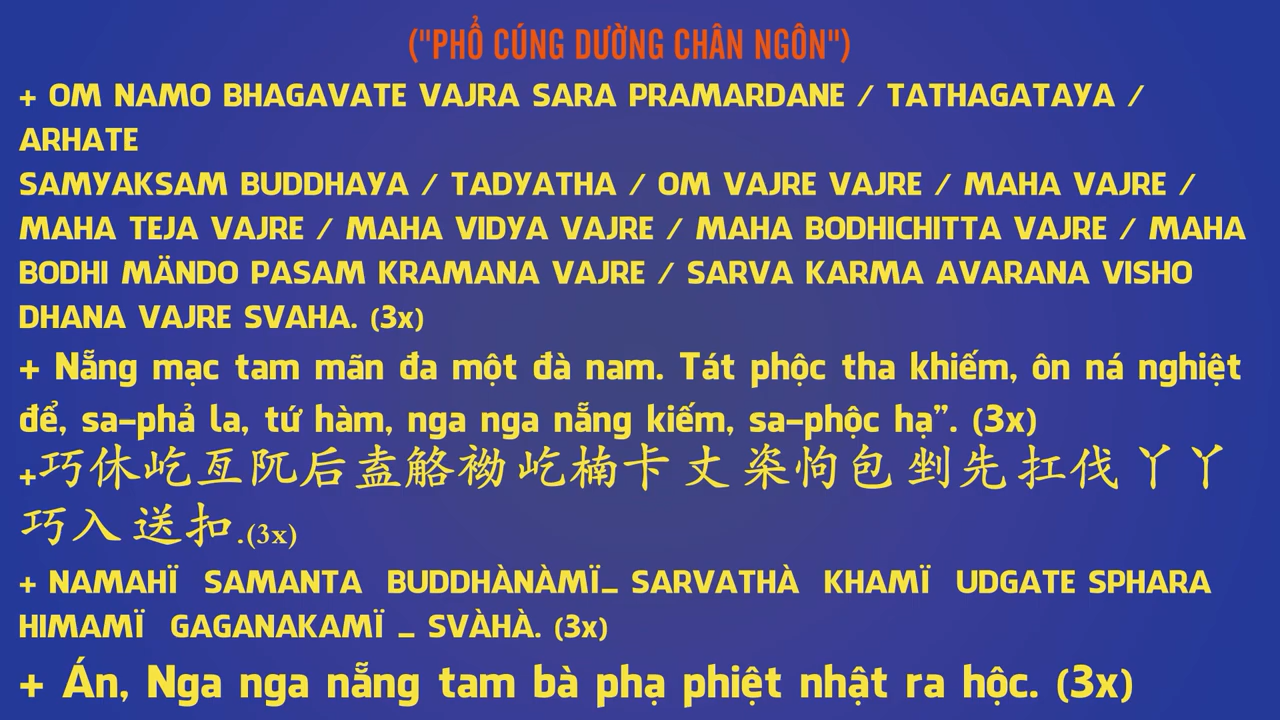 ("PHỔ CÚNG DƯỜNG CHÂN NGÔN")
+ OM NAMO BHAGAVATE VAJRA SARA PRAMARDANE / TATHAGATAYA /
ARHATE
SAMYAKSAM BUDDHAYA / TADYATHA / OM VAJRE VAJRE / MAHA VAJRE /
MAHA TEJA VAJRE / MAHA VIDYA VAJRE / MAHA BODHICHITTA VAJRE / MAHA
BODHI MÄNDO PASAM KRAMANA VAJRE / SARVA KARMA AVARANA VISHO
DHANA VAJRE SVAHA. (3x)
+ Nẵng mạc tam mãn đa một đà nam. Tát phộc tha khiếm, ôn ná nghiệt
để, sa-phả la, tứ hàm, nga nga nẵng kiếm, sa-phộc hạ”. (3x)
+巧休屹亙阢后盍觡袎屹楠卡丈楶怐包剉先扛伐丫丫
巧入送扣.(3x)
+ NAMAHÏ SAMANTA BUDDHÀNÀMÏ_ SARVATHÀ KHAMÏ UDGATE SPHARA
HIMAMÏ GAGANAKAMÏ _ SVÀHÀ. (3x)
+ Án, Nga nga nẵng tam bà phạ phiệt nhật ra hộc. (3x)